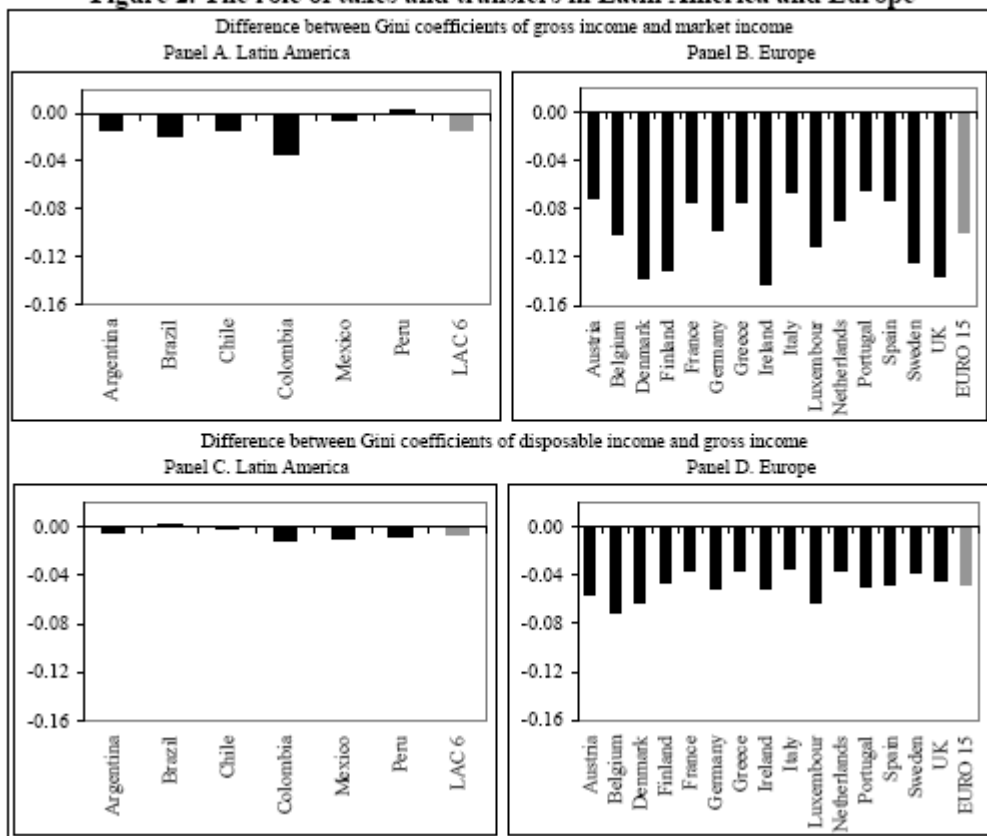 Figure 2. The role of taxes and transfers in Latin America and Europe
Difference between Gini coefficients of gross income and market income
Panel A. Latin America
0.00
-0.04
-0.08
-0.12
-0.16
Argentina
Brazil
Chile
Colombia
Mexico
Peru
LAC 6
Panel B. Europe
0.00
-0.04
-0.08
-0.12
-0.16
Austria
Belgium
Denmark
Finland
France
Germany
Greece
Ireland
Italy
Luxembour
Netherlands
Portugal
Spain
Sweden
UK
EURO 15
Difference between Gini coefficients of disposable income and gross income
Panel C. Latin America
0.00
-0.04
-0.08
-0.12
-0.16
Argentina
Brazil
Chile
Colombia
Mexico
Peru
LAC 6
Panel D. Europe
0.00
-0.04
-0.08
-0.12
-0.16
Austria
Belgium
Denmark
Finland
France
Germany
Greece
Ireland
Italy
Luxembour
Netherlands
Portugal
Spain
Sweden
UK
EURO 15